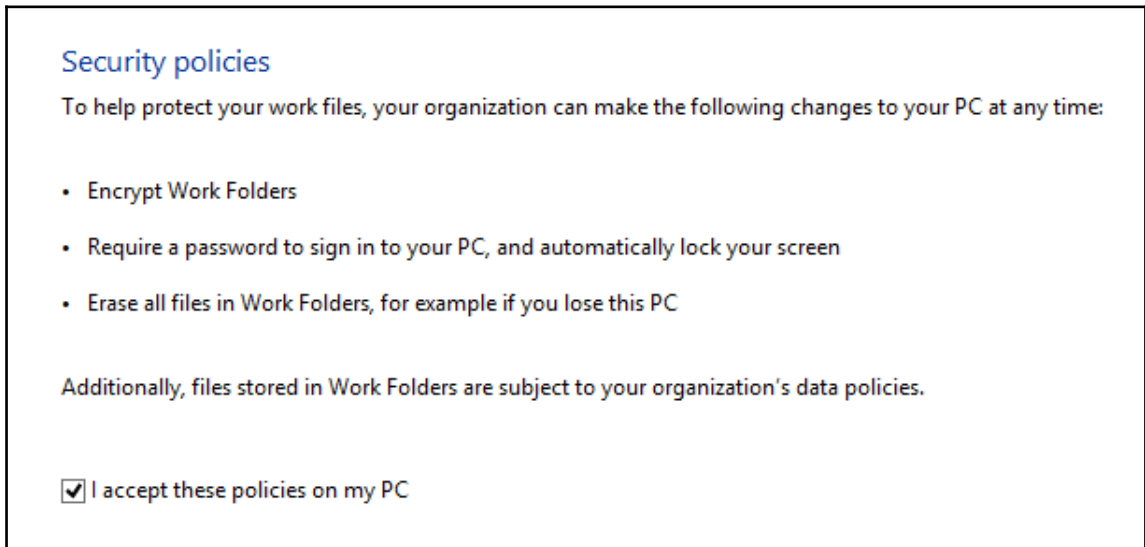 Security policies
To help protect your work files, your organization can make the following changes to your PC at any time:
• Encrypt Work Folders
• Require a password to sign in to your PC, and automatically lock your screen
• Erase all files in Work Folders, for example if you lose this PC
Additionally, files stored in Work Folders are subject to your organization's data policies.
I accept these policies on my PC